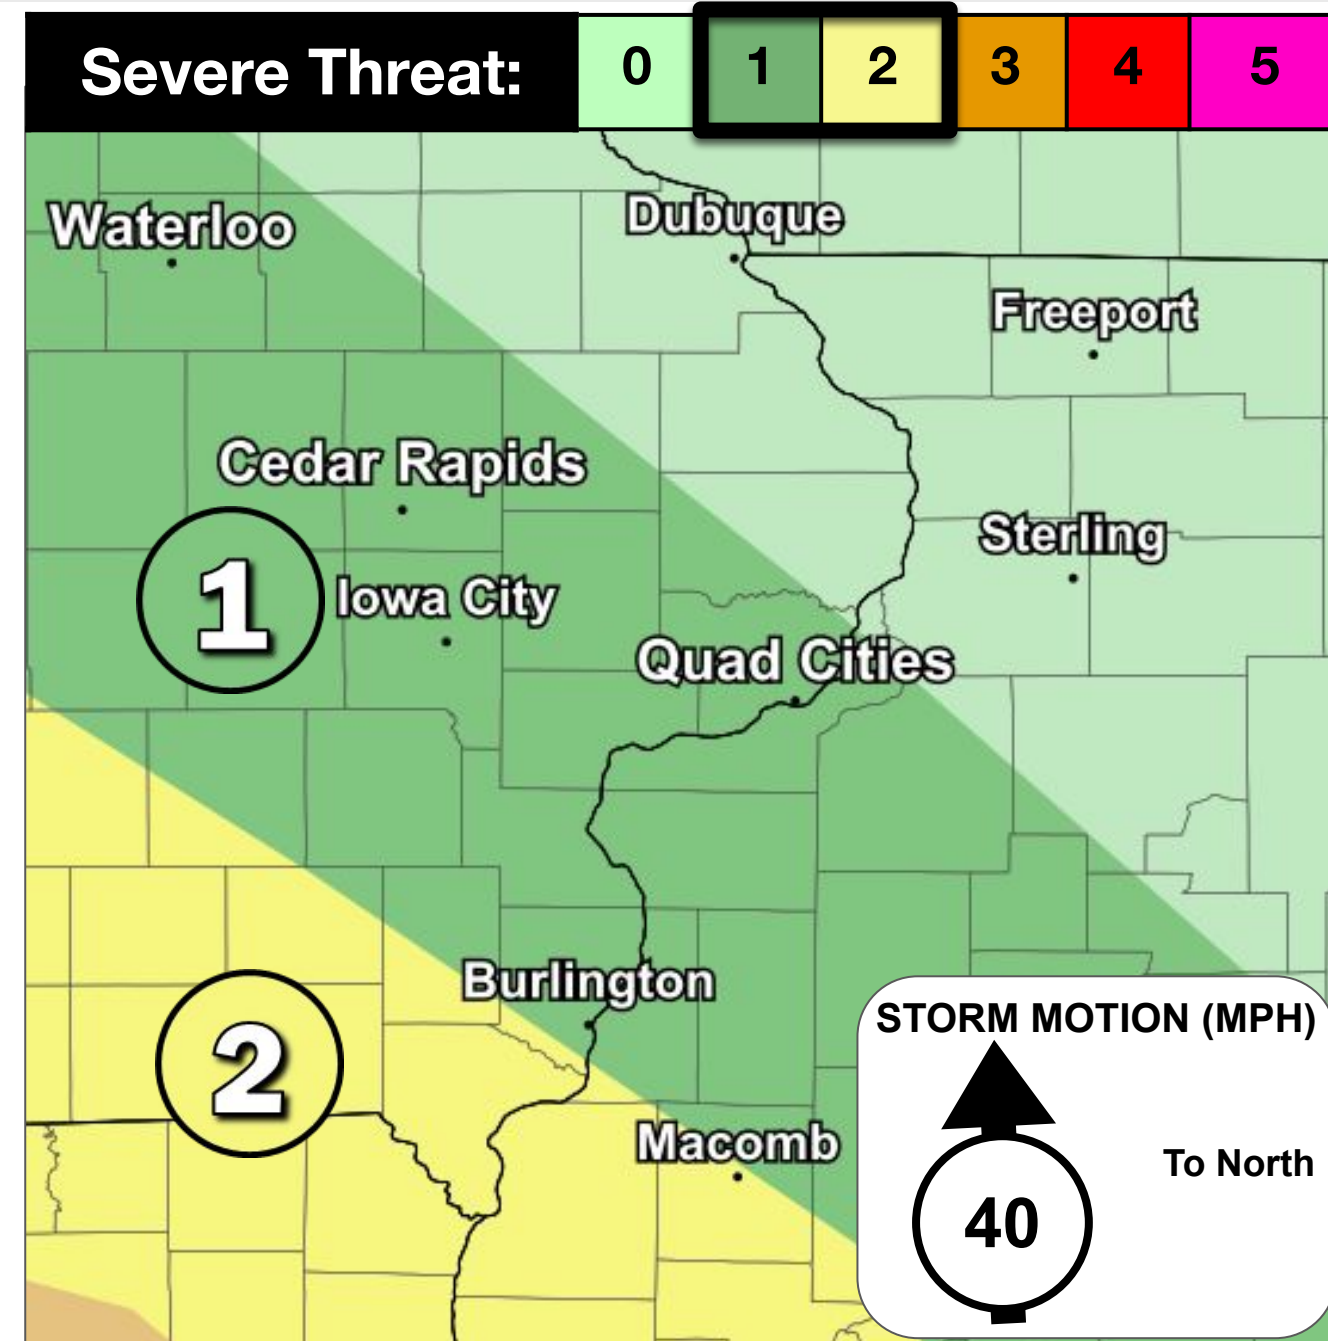 Severe Threat: 0 1 2 3 4 5
Waterloo
Dubuque
Freeport
Cedar Rapids
Sterling
1
Iowa City
Quad Cities
Burlington
2
Macomb
STORM MOTION (MPH)
To North
40